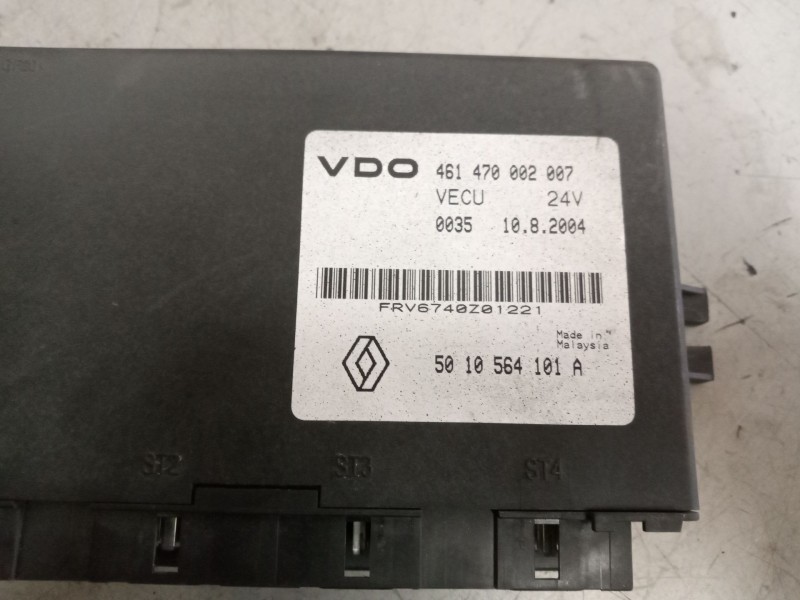 VDO 461 470 002 007
VECU 24V
0035 10.8.2004
FRV6740Z01221
Made in
Malaysia
50 10 564 101 A
ST2 ST3 ST4